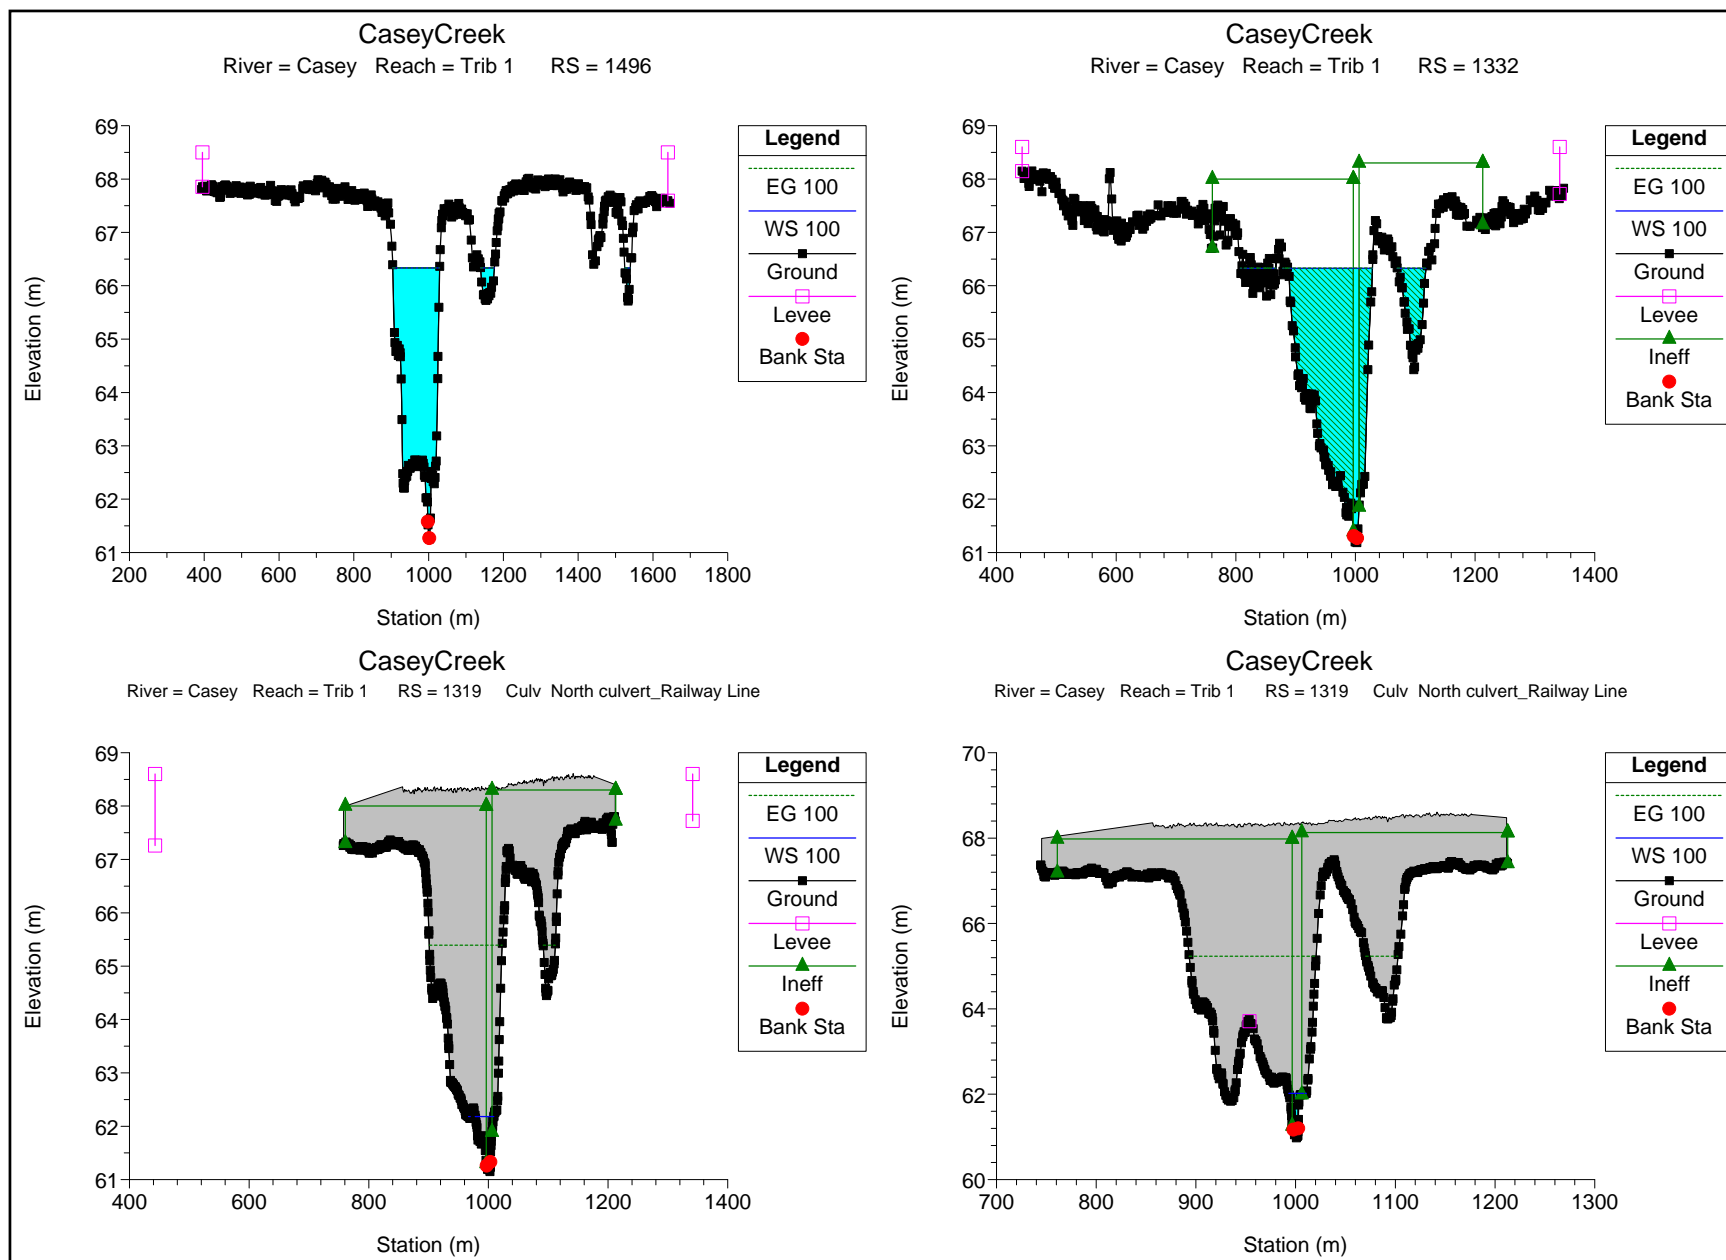 CaseyCreek
River = Casey Reach = Trib 1 RS = 1496
69
68
67
66
65
64
63
62
61
Elevation (m)
200 400 600 800 1000 1200 1400 1600 1800
Station (m)
Legend
EG 100
WS 100
Ground
Levee
Bank Sta
CaseyCreek
River = Casey Reach = Trib 1 RS = 1332
69
68
67
66
65
64
63
62
61
Elevation (m)
400 600 800 1000 1200 1400
Station (m)
Legend
EG 100
WS 100
Ground
Levee
Ineff
Bank Sta
CaseyCreek
River = Casey Reach = Trib 1 RS = 1319 Culv North culvert_Railway Line
69
68
67
66
65
64
63
62
61
Elevation (m)
400 600 800 1000 1200 1400
Station (m)
Legend
EG 100
WS 100
Ground
Levee
Ineff
Bank Sta
CaseyCreek
River = Casey Reach = Trib 1 RS = 1319 Culv North culvert_Railway Line
70
68
66
64
62
60
Elevation (m)
700 800 900 1000 1100 1200 1300
Station (m)
Legend
EG 100
WS 100
Ground
Levee
Ineff
Bank Sta